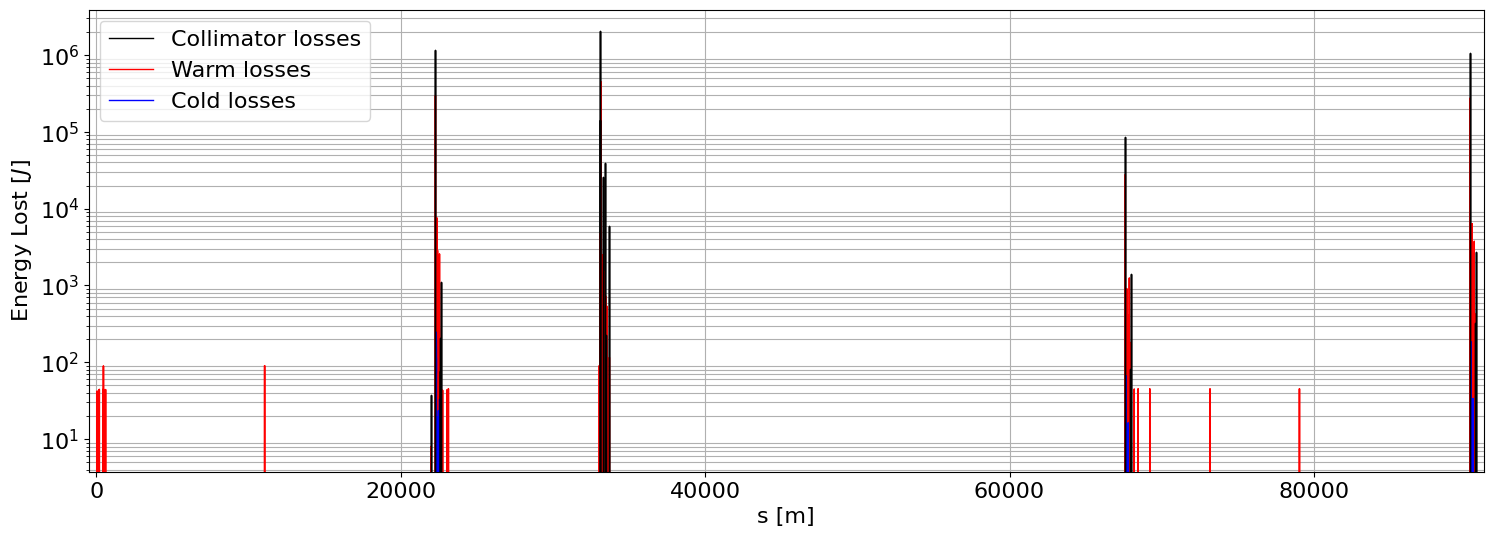 Collimator losses
Warm losses
Cold losses
Energy Lost [J]
10^6
10^5
10^4
10^3
10^2
10^1
0 20000 40000 60000 80000
s [m]